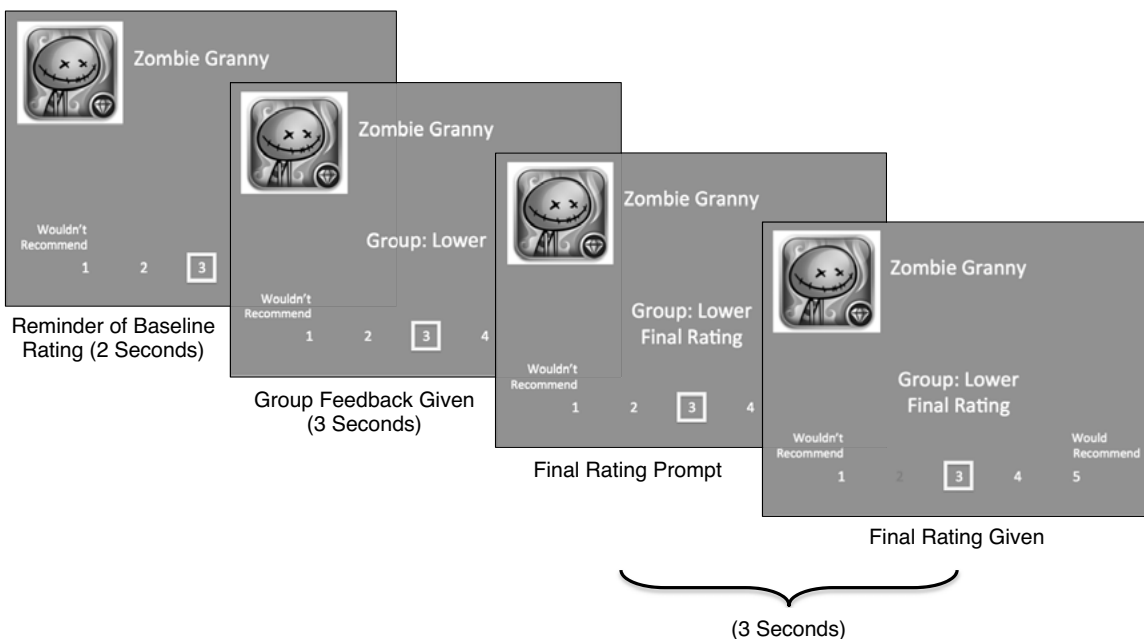 Zombie Granny
Wouldn't
Recommend
1 2 3
Reminder of Baseline
Rating (2 Seconds)
Zombie Granny
Group: Lower
Wouldn't
Recommend
1 2 3 4
Group Feedback Given
(3 Seconds)
Zombie Granny
Group: Lower
Final Rating
Wouldn't
Recommend
1 2 3 4
Final Rating Prompt
Zombie Granny
Group: Lower
Final Rating
Wouldn't
Recommend
Would
Recommend
1 2 3 4 5
Final Rating Given
(3 Seconds)